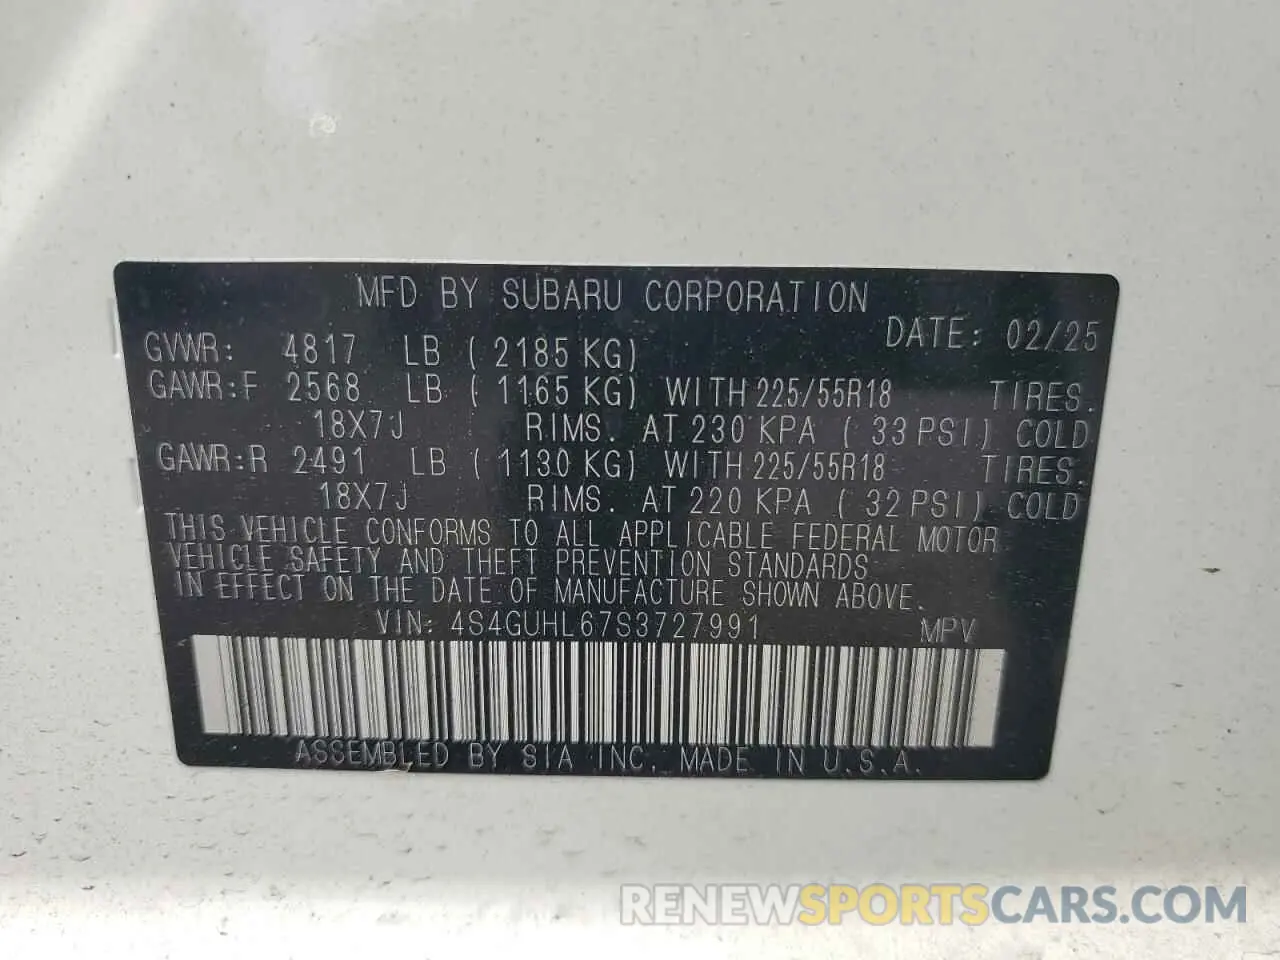 MFD BY SUBARU CORPORATION
DATE: 02/25
GVWR: 4817 LB ( 2185 KG)
GAWR:F 2568 LB ( 1165 KG) WITH 225/55R18 TIRES.
18X7J RIMS. AT 230 KPA ( 33 PSI) COLD
GAWR:R 2491 LB ( 1130 KG) WITH 225/55R18 TIRES.
18X7J RIMS. AT 220 KPA ( 32 PSI) COLD
THIS VEHICLE CONFORMS TO ALL APPLICABLE FEDERAL MOTOR
VEHICLE SAFETY AND THEFT PREVENTION STANDARDS
IN EFFECT ON THE DATE OF MANUFACTURE SHOWN ABOVE.
VIN: 4S4GUHL67S3727991 MPV
ASSEMBLED BY SIA INC. MADE IN U.S.A.
RENEWSPORTSCARS.COM